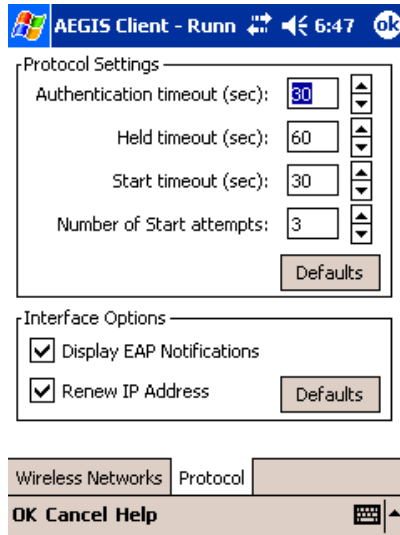 AEGIS Client - Runn 6:47 ok
Protocol Settings
Authentication timeout (sec): 30
Held timeout (sec): 60
Start timeout (sec): 30
Number of Start attempts: 3
Defaults
Interface Options
Display EAP Notifications
Renew IP Address Defaults
Wireless Networks Protocol
OK Cancel Help